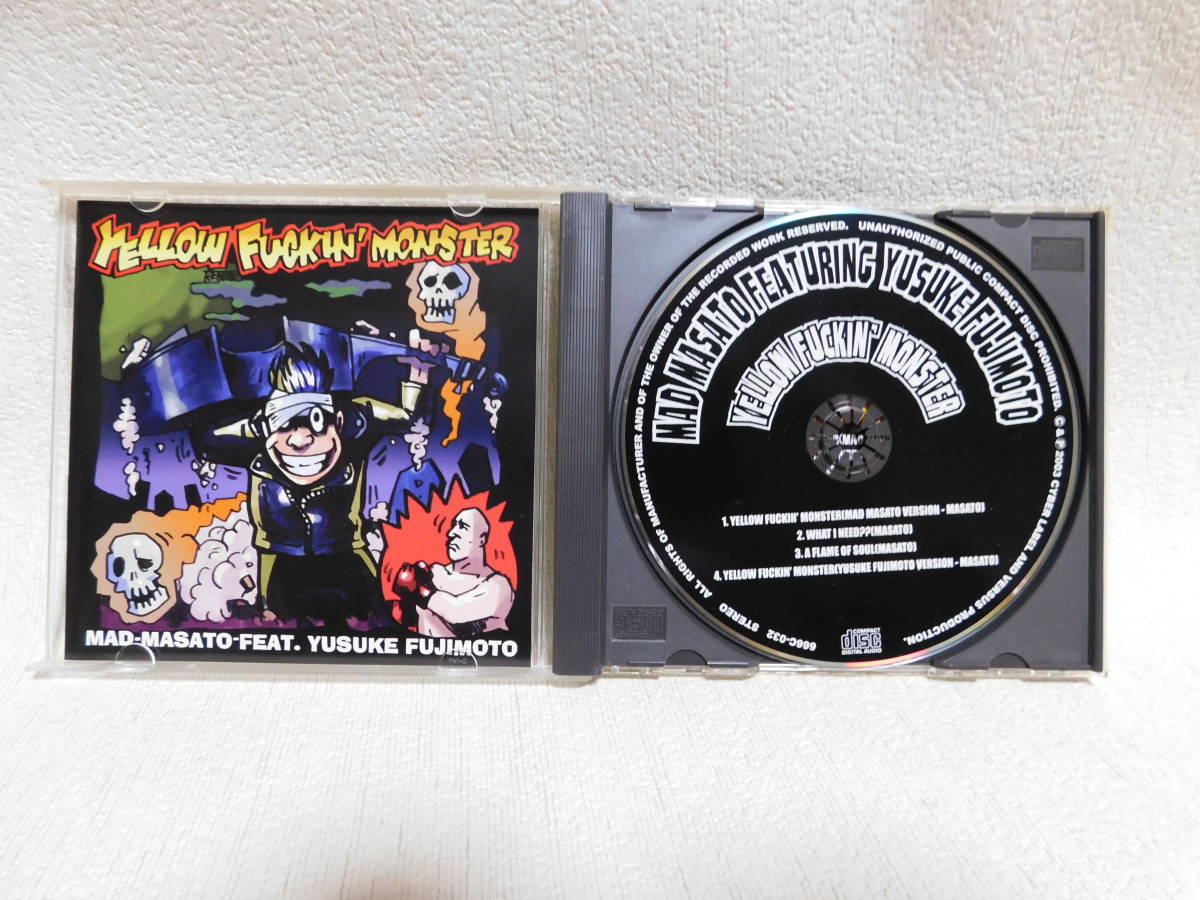 YELLOW FUCKIN' MONSTER
MAD-MASATO-FEAT. YUSUKE FUJIMOTO
ALL RIGHTS OF MANUFACTURER AND OF THE OWNER OF THE RECORDED WORK RESERVED. UNAUTHORIZED PUBLIC COMPACT DISC PROHIBITED. © & ℗ 2003 CYBER LABEL AND VERSUS PRODUCTION.
MAD MASATO FEATURING YUSUKE FUJIMOTO
YELLOW FUCKIN' MONSTER
1. YELLOW FUCKIN' MONSTER(MAD MASATO VERSION - MASATO)
2. WHAT I NEED??(MASATO)
3. A FLAME OF SOUL(MASATO)
4. YELLOW FUCKIN' MONSTER(YUSUKE FUJIMOTO VERSION - MASATO)
666C-032 STEREO
COMPACT
disc
DIGITAL AUDIO